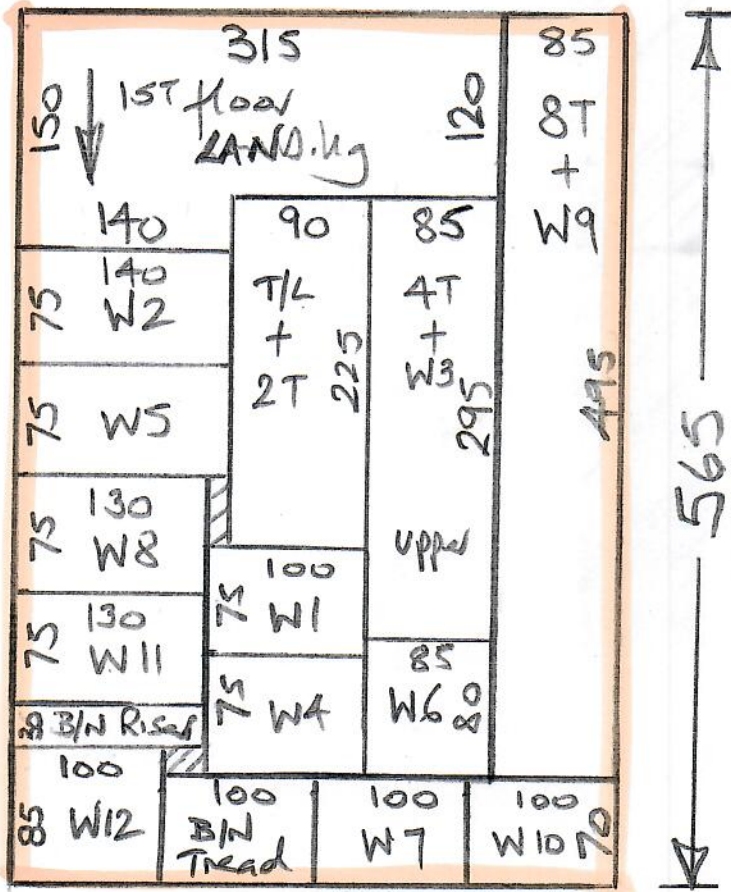 315
150
1ST floor
LANDing
120
140
85
8T
+
W9
495
565
90
T/L
+
2T
225
85
4T
+
W3
295
upper
140
75 W2
75 W5
130
75 W8
130
75 W11
B/N Riser
100
75 W1
75 W4
85
W6 80
100
85 W12
100
B/N
Tread
100
W7
100
W10 70